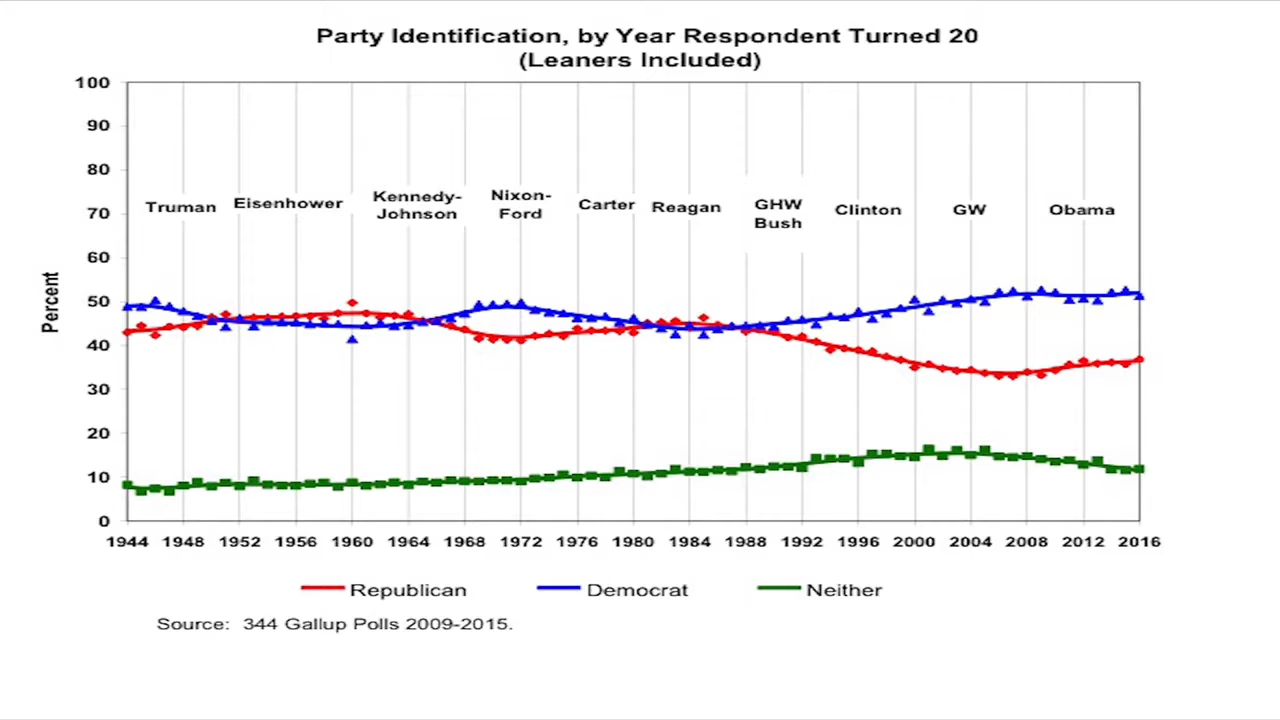 Party Identification, by Year Respondent Turned 20
(Leaners Included)
100
90
80
70
60
50
40
30
20
10
0
Percent
Truman
Eisenhower
Kennedy-
Johnson
Nixon-
Ford
Carter
Reagan
GHW
Bush
Clinton
GW
Obama
1944 1948 1952 1956 1960 1964 1968 1972 1976 1980 1984 1988 1992 1996 2000 2004 2008 2012 2016
Republican Democrat Neither
Source: 344 Gallup Polls 2009-2015.